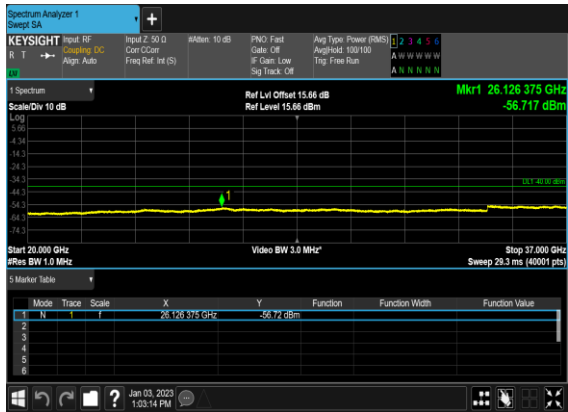 Spectrum Analyzer 1
Swept SA
+
KEYSIGHT Input: RF Input Z: 50 Ω #Atten: 10 dB PNO: Fast Avg Type: Power (RMS) 1 2 3 4 5 6
R T Coupling: DC Corr CCorr Gate: Off Avg|Hold: 100/100 A W W W W W
Align: Auto Freq Ref: Int (S) IF Gain: Low Trig: Free Run
Sig Track: Off A N N N N N
LXI
1 Spectrum Ref Lvl Offset 15.66 dB Mkr1 26.126 375 GHz
Scale/Div 10 dB Ref Level 15.66 dBm -56.717 dBm
Log
5.66
-4.34
-14.3
-24.3
-34.3 DL1 -40.00 dBm
-44.3 1
-54.3
-64.3
-74.3
Start 20.000 GHz Video BW 3.0 MHz* Stop 37.000 GHz
#Res BW 1.0 MHz Sweep 29.3 ms (40001 pts)
5 Marker Table
Mode Trace Scale X Y Function Function Width Function Value
1 N 1 f 26.126 375 GHz -56.72 dBm
2
3
4
5
6
? Jan 03, 2023
1:03:14 PM